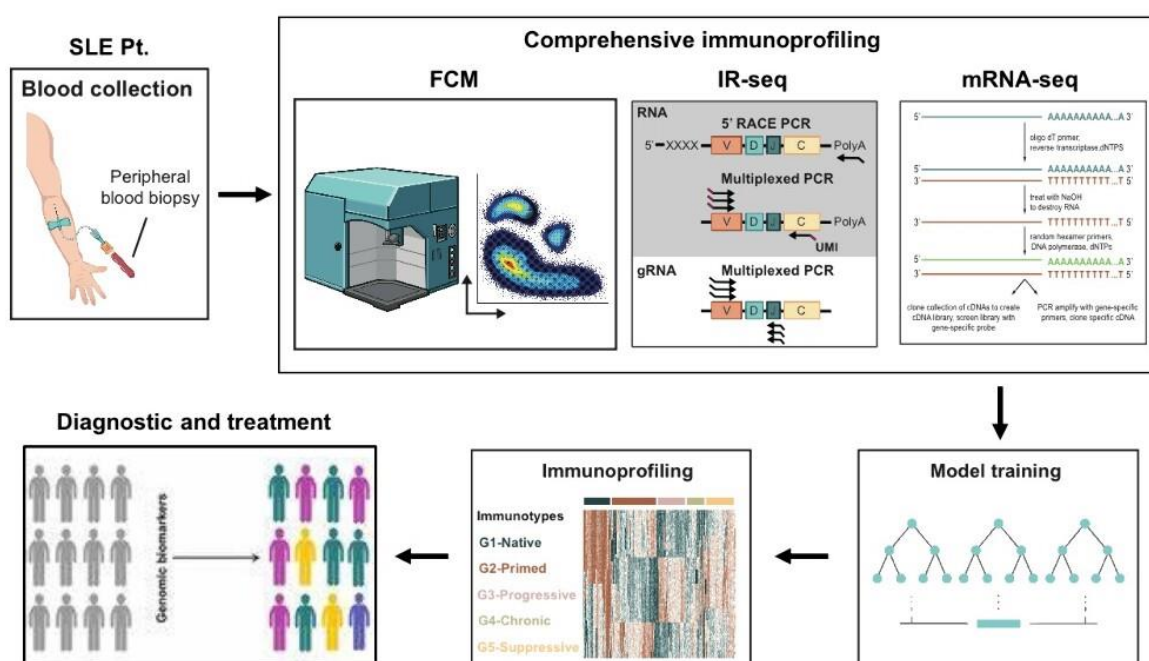 SLE Pt.
Blood collection
Peripheral
blood biopsy
Comprehensive immunoprofiling
FCM
IR-seq
RNA
5' RACE PCR
5' XXXX V D J C PolyA
Multiplexed PCR
V D J C PolyA
UMI
gRNA
Multiplexed PCR
V D J C
mRNA-seq
5' AAAAAAAAAA...A 3'
oligo dT primer,
reverse transcriptase,dNTPS
5' AAAAAAAAAA...A 3'
3' TTTTTTTTTT...T 5'
treat with NaOH
to destroy RNA
3' TTTTTTTTTT...T 5'
random hexamer primers,
DNA polymerase, dNTPs
5' AAAAAAAAAA...A 3'
3' TTTTTTTTTT...T 5'
clone collection of cDNAs to create
cDNA library, screen library with
gene-specific probe
PCR amplify with gene-specific
primers, clone specific cDNA
Diagnostic and treatment
Genomic biomarkers
Immunoprofiling
Immunotypes
G1-Native
G2-Primed
G3-Progressive
G4-Chronic
G5-Suppressive
Model training